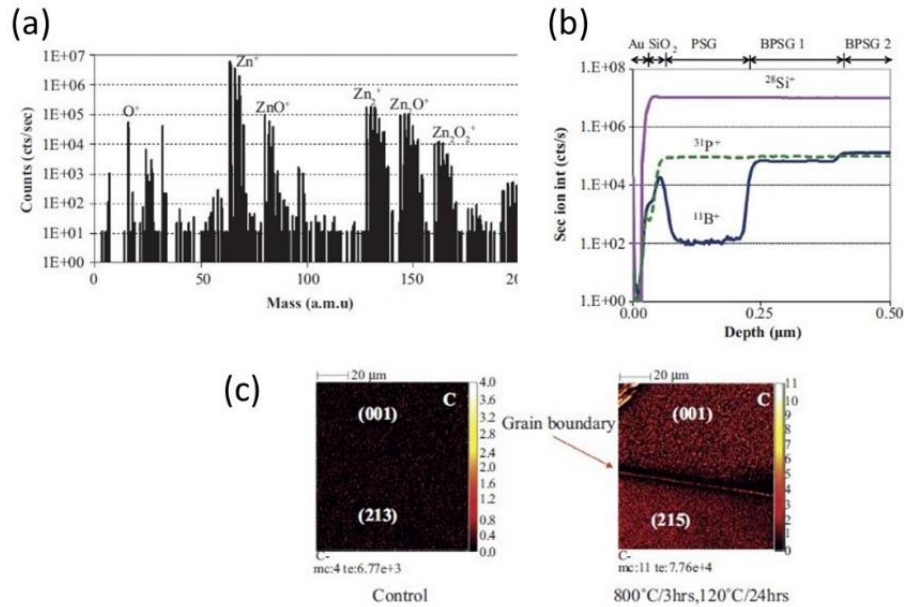 (a)
1E+07
1E+06
1E+05
1E+04
1E+03
1E+02
1E+01
1E+00
Counts (cts/sec)
O⁺
Zn⁺
ZnO⁺
Zn₂⁺
Zn₂O⁺
Zn₂O₂⁺
0 50 100 150 20
Mass (a.m.u)
(b)
Au SiO₂ PSG BPSG 1 BPSG 2
1.E+08
1.E+06
1.E+04
1.E+02
1.E+00
Sec ion int (cts/s)
²⁸Si⁺
³¹P⁺
¹¹B⁺
0.00 0.25 0.50
Depth (µm)
(c)
20 µm
C
(001)
(213)
4.0
3.6
3.2
2.8
2.4
2.0
1.6
1.2
0.8
0.4
0.0
C-
mc:4 te:6.77e+3
Control
Grain boundary
20 µm
C
(001)
(215)
11
10
9
8
7
6
5
4
3
2
1
0
C-
mc:11 te:7.76e+4
800°C/3hrs,120°C/24hrs